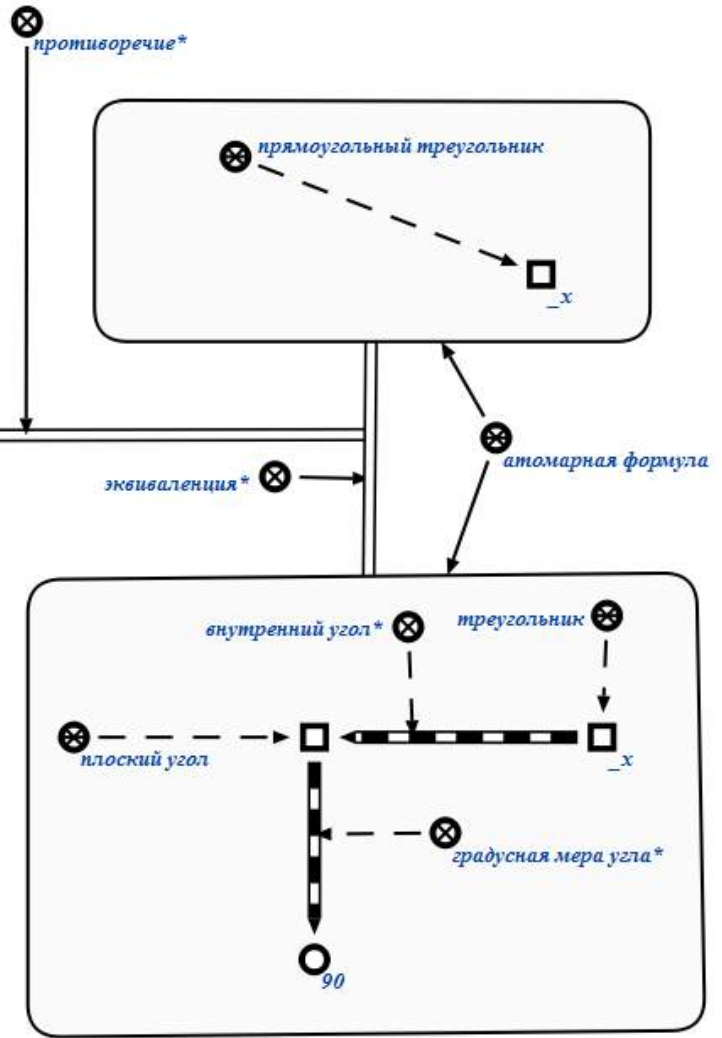 противоречие*
прямоугольный треугольник
_x
атомарная формула
эквиваленция*
внутренний угол*
треугольник
плоский угол
_x
градусная мера угла*
90